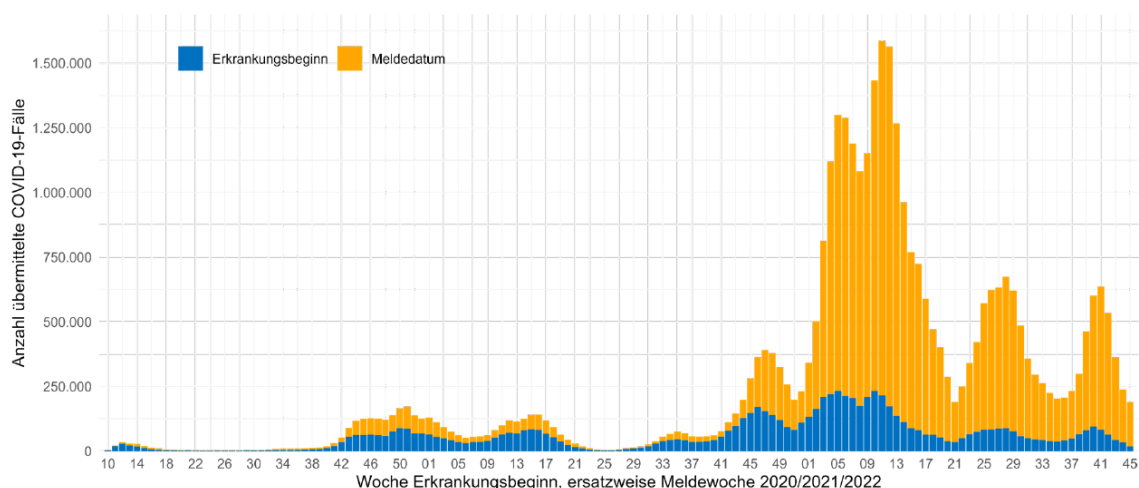 Anzahl übermittelte COVID-19-Fälle
Erkrankungsbeginn Meldedatum
1.500.000
1.250.000
1.000.000
750.000
500.000
250.000
0
10 14 18 22 26 30 34 38 42 46 50 01 05 09 13 17 21 25 29 33 37 41 45 49 01 05 09 13 17 21 25 29 33 37 41 45
Woche Erkrankungsbeginn, ersatzweise Meldewoche 2020/2021/2022